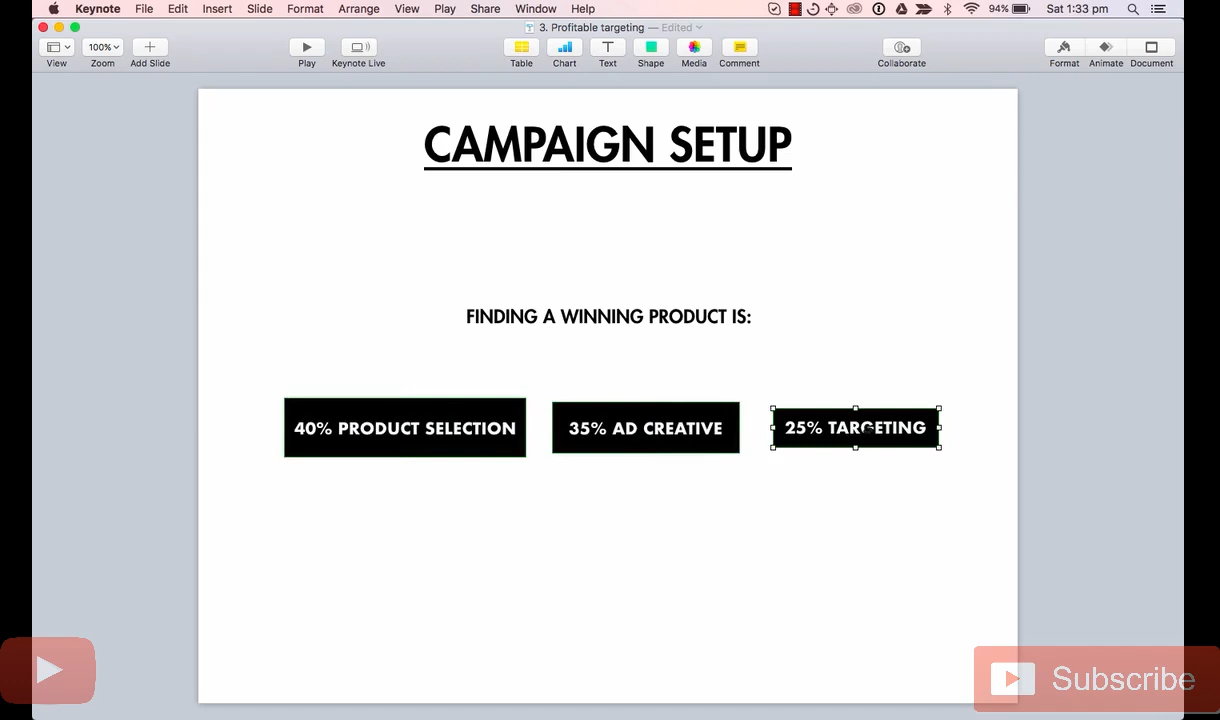 Keynote File Edit Insert Slide Format Arrange View Play Share Window Help 94% Sat 1:33 pm
3. Profitable targeting — Edited
100%
View Zoom Add Slide Play Keynote Live Table Chart Text Shape Media Comment Collaborate Format Animate Document
CAMPAIGN SETUP
FINDING A WINNING PRODUCT IS:
40% PRODUCT SELECTION
35% AD CREATIVE
25% TARGETING
Subscribe